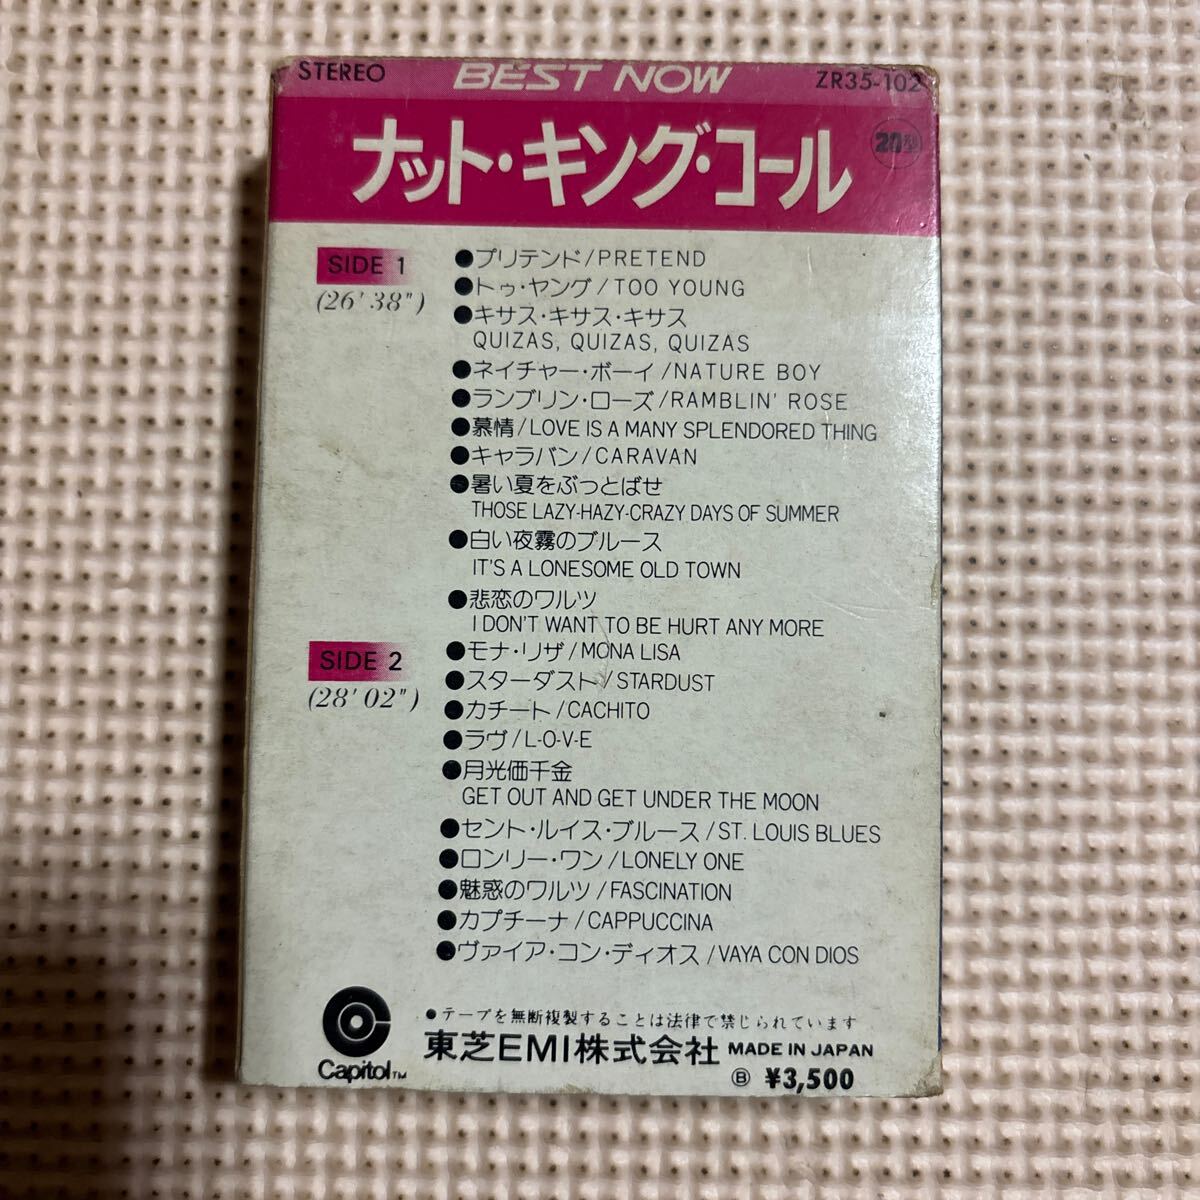 STEREO BEST NOW ZR35-102
ナット・キング・コール
SIDE 1
(26'38")
●プリテンド/PRETEND
●トゥ・ヤング/TOO YOUNG
●キサス・キサス・キサス
QUIZAS, QUIZAS, QUIZAS
●ネイチャー・ボーイ/NATURE BOY
●ランブリン・ローズ/RAMBLIN' ROSE
●慕情/LOVE IS A MANY SPLENDORED THING
●キャラバン/CARAVAN
●暑い夏をぶっとばせ
THOSE LAZY-HAZY-CRAZY DAYS OF SUMMER
●白い夜霧のブルース
IT'S A LONESOME OLD TOWN
●悲恋のワルツ
I DON'T WANT TO BE HURT ANY MORE
SIDE 2
(28'02")
●モナ・リザ/MONA LISA
●スターダスト/STARDUST
●カチート/CACHITO
●ラヴ/L-O-V-E
●月光価千金
GET OUT AND GET UNDER THE MOON
●セント・ルイス・ブルース/ST. LOUIS BLUES
●ロンリー・ワン/LONELY ONE
●魅惑のワルツ/FASCINATION
●カプチーナ/CAPPUCCINA
●ヴァイア・コン・ディオス/VAYA CON DIOS
Capitol™
●テープを無断複製することは法律で禁じられています
東芝EMI株式会社 MADE IN JAPAN
Ⓑ ¥3,500